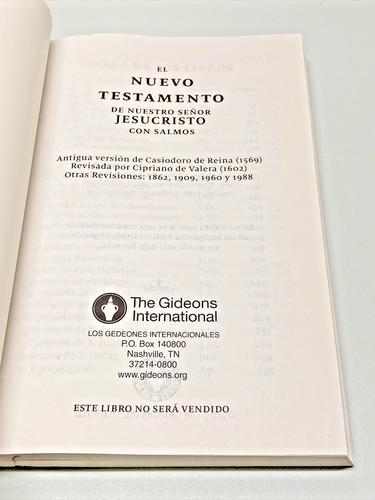 EL
NUEVO
TESTAMENTO
DE NUESTRO SEÑOR
JESUCRISTO
CON SALMOS
Antigua versión de Casiodoro de Reina (1569)
Revisada por Cipriano de Valera (1602)
Otras Revisiones: 1862, 1909, 1960 y 1988
The Gideons
International
LOS GEDEONES INTERNACIONALES
P.O. Box 140800
Nashville, TN
37214-0800
www.gideons.org
ESTE LIBRO NO SERÁ VENDIDO